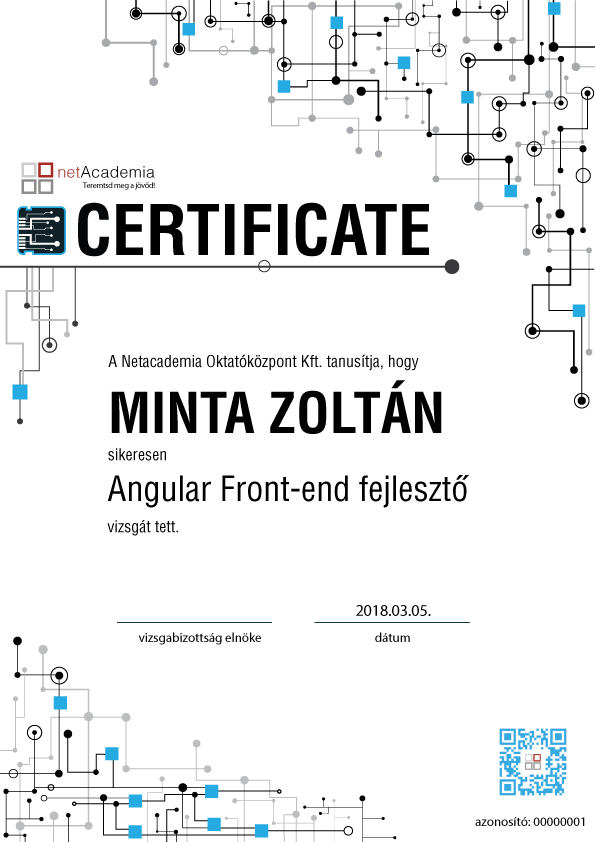 netAcademia
Teremtsd meg a jövőd!
CERTIFICATE
A Netacademia Oktatóközpont Kft. tanusítja, hogy
MINTA ZOLTÁN
sikeresen
Angular Front-end fejlesztő
vizsgát tett.
2018.03.05.
vizsgabizottság elnöke
dátum
azonosító: 00000001